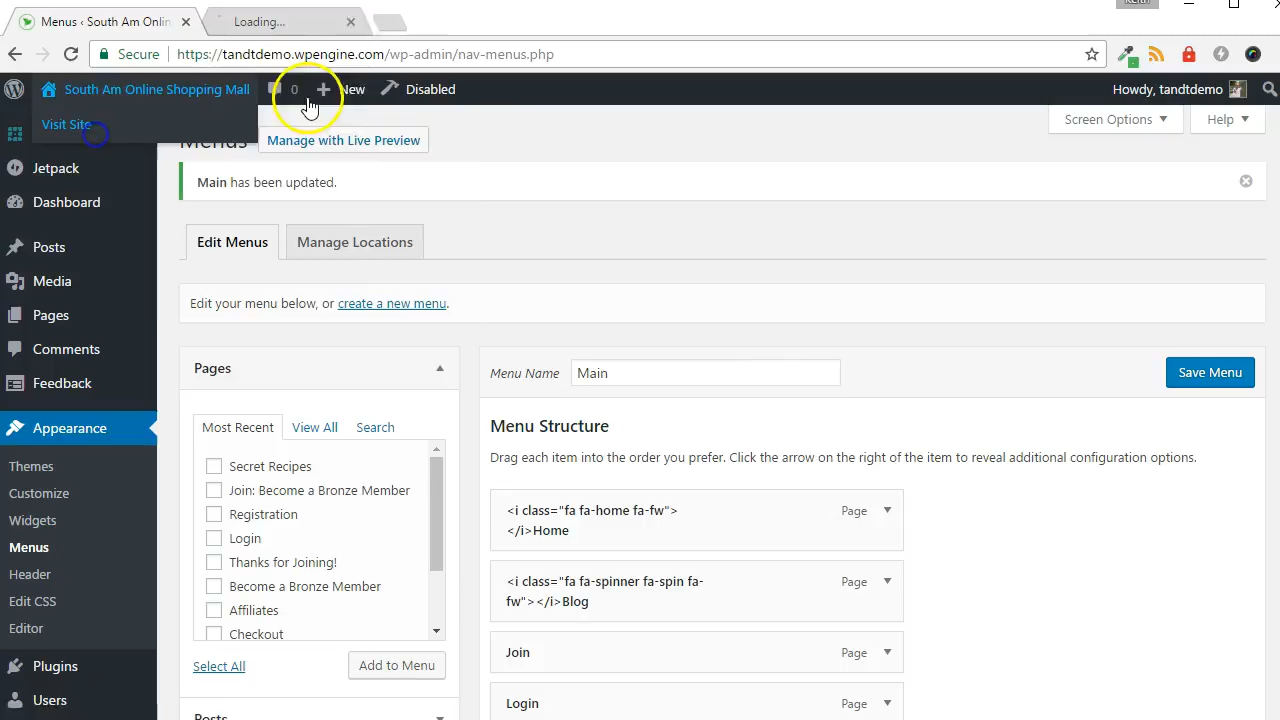 Menus ‹ South Am Onlin
Loading...
Secure
https://tandtdemo.wpengine.com/wp-admin/nav-menus.php
South Am Online Shopping Mall
0
New
Disabled
Howdy, tandtdemo
Visit Site
Menus
Manage with Live Preview
Screen Options
Help
Main has been updated.
Jetpack
Dashboard
Posts
Media
Pages
Comments
Feedback
Appearance
Themes
Customize
Widgets
Menus
Header
Edit CSS
Editor
Plugins
Users
Edit Menus
Manage Locations
Edit your menu below, or create a new menu.
Pages
Most Recent
View All
Search
Secret Recipes
Join: Become a Bronze Member
Registration
Login
Thanks for Joining!
Become a Bronze Member
Affiliates
Checkout
Select All
Add to Menu
Posts
Menu Name
Main
Save Menu
Menu Structure
Drag each item into the order you prefer. Click the arrow on the right of the item to reveal additional configuration options.
<i class="fa fa-home fa-fw">
</i>Home
Page
<i class="fa fa-spinner fa-spin fa-
fw"></i>Blog
Page
Join
Page
Login
Page